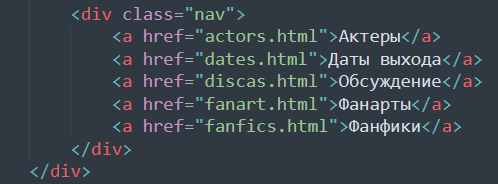 <div class="nav">
<a href="actors.html">Актеры</a>
<a href="dates.html">Даты выхода</a>
<a href="discas.html">Обсуждение</a>
<a href="fanart.html">Фанарты</a>
<a href="fanfics.html">Фанфики</a>
</div>
</div>